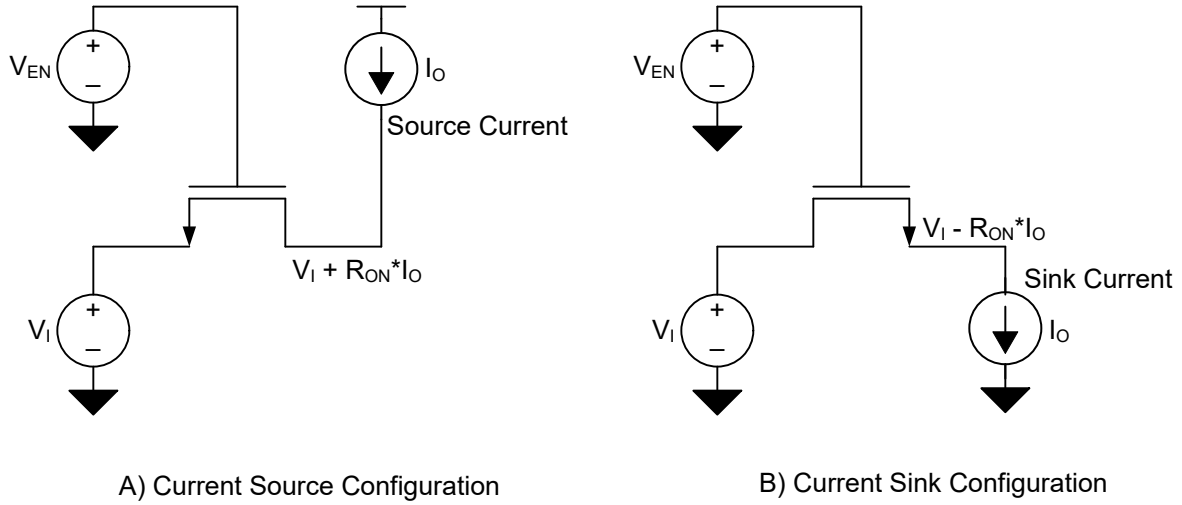 V_EN
+
–
I_O
Source Current
V_I + R_ON*I_O
V_I
+
–
A) Current Source Configuration
V_EN
+
–
V_I - R_ON*I_O
Sink Current
V_I
+
–
I_O
B) Current Sink Configuration